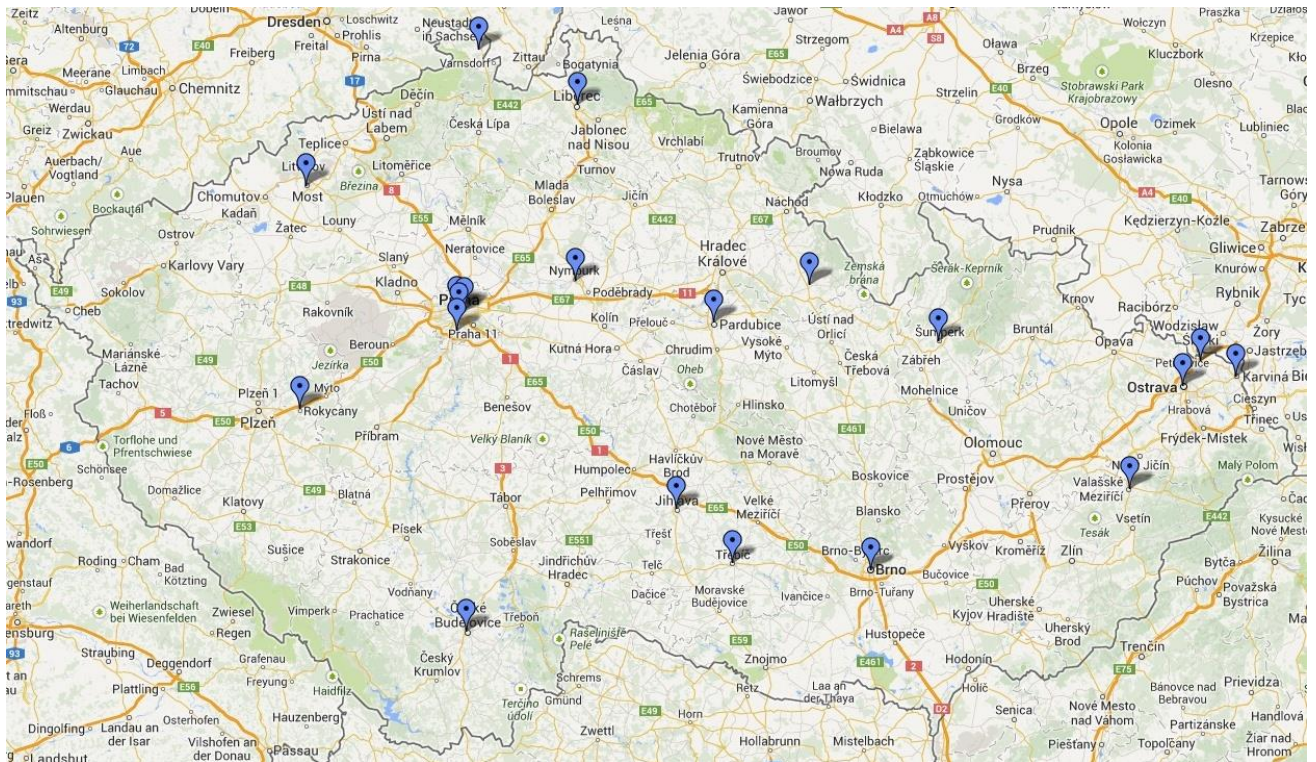 Zeitz
Altenburg
Meerane
Limbach
Glauchau
Werdau
Greiz
Zwickau
Auerbach/
Vogtland
Aue
Plauen
Bockautal
Sohrwiesen
Chemnitz
Freiberg
Dresden
Freital
Pirna
Loschwitz
Prohlis
Neustadt
in Sachsen
Varnsdorf
Zittau
Bogatynia
Leśna
Jelenia Góra
Jawor
Strzegom
Świebodzice
Świdnica
Wałbrzych
Kamienna
Góra
Bielawa
Strzelin
Oława
Brzeg
Grodków
Wołczyn
Kluczbork
Praszka
Krzepice
Olesno
Stobrawski Park
Krajobrazowy
Opole
Ozimek
Lubliniec
Kolonia
Gosławicka
Děčín
Ústí nad
Labem
Teplice
Litvínov
Most
Březina
Litoměřice
Česká Lípa
Liberec
Jablonec
nad Nisou
Turnov
Vrchlabí
Trutnov
Broumov
Nowa Ruda
Ząbkowice
Śląskie
Otmuchów
Nysa
Kłodzko
Prudnik
Kędzierzyn-Koźle
Gliwice
Zabrze
Knurów
Rybnik
Racibórz
Wodzisław
Śląski
Żory
Jastrzębie
Chomutov
Kadaň
Žatec
Louny
Mělník
Mladá
Boleslav
Jičín
Náchod
Ostrov
Karlovy Vary
Sokolov
Cheb
Slaný
Kladno
Neratovice
Nymburk
Poděbrady
Hradec
Králové
Zemská
brána
Šerák-Keprník
Krnov
Opava
Bruntál
Šumperk
Zábřeh
Mohelnice
Uničov
Rakovník
Beroun
Praha
Praha 11
Kolín
Přelouč
Pardubice
Ústí nad
Orlicí
Vysoké
Mýto
Česká
Třebová
Litomyšl
Chrudim
Kutná Hora
Čáslav
Oheb
Mariánské
Lázně
Tachov
Jezírka
Mýto
Rokycany
Plzeň 1
Plzeň
Příbram
Benešov
Velký Blaník
Chotěboř
Hlinsko
Nové Město
na Moravě
Ostrava
Karviná
Cieszyn
Třinec
Hrabová
Frýdek-Místek
Malý Polom
Nový Jičín
Valašské
Meziříčí
Vsetín
Tesák
Olomouc
Prostějov
Přerov
Boskovice
Blansko
Torflohe und
Pfrentschwiese
Domažlice
Klatovy
Blatná
Tábor
Humpolec
Pelhřimov
Havlíčkův
Brod
Jihlava
Velké
Meziříčí
Třešť
Třebíč
Telč
Dačice
Moravské
Budějovice
Ivančice
Brno-Bystrc
Brno
Brno-Tuřany
Bučovice
Vyškov
Kroměříž
Zlín
Kyjov
Uherské
Hradiště
Uherský
Brod
Hustopeče
Hodonín
Holíč
Senica
Znojmo
Retz
Laa an
der Thaya
Horn
Hollabrunn
Mistelbach
Písek
Sušice
Strakonice
Soběslav
Jindřichův
Hradec
Vodňany
Prachatice
Vimperk
České
Budějovice
Třeboň
Český
Krumlov
Raseliniště
Pelé
Schrems
Gmünd
Zwettl
Terčino
údolí
Haidfilz
Roding
Cham
Bad
Kötzting
Weiherlandschaft
bei Wiesenfelden
Zwiesel
Regen
Straubing
Deggendorf
Grafenau
Freyung
Plattling
Hauzenberg
Dingolfing
Landau an
der Isar
Osterhofen
Vilshofen an
der Donau
Passau
Landshut
Žilina
Bytča
Púchov
Považská
Bystrica
Trenčín
Bánovce nad
Bebravou
Prievidza
Nové Mesto
nad Váhom
Partizánske
Handlová
Piešťany
Topoľčany
Žiar nad
Hronom
Kysucké
Nové Mesto